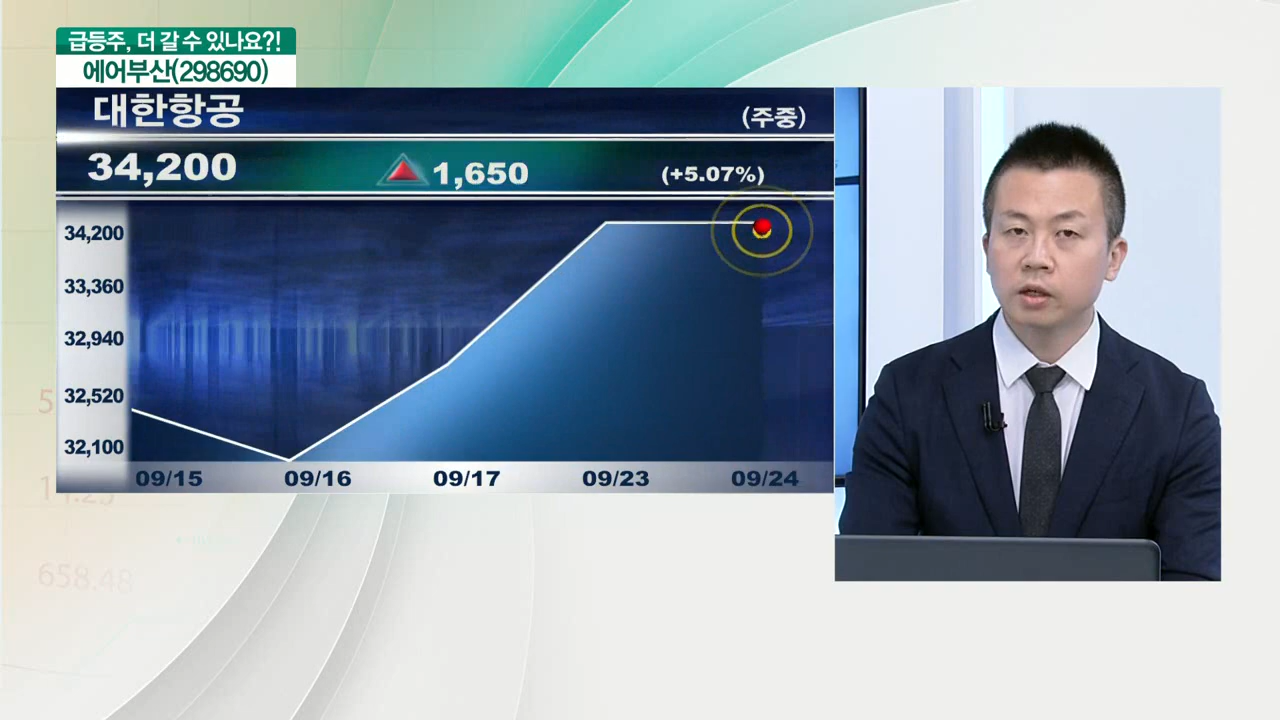 급등주, 더 갈 수 있나요?!
에어부산(298690)
대한항공 (주중)
34,200 ▲ 1,650 (+5.07%)
34,200
33,360
32,940
32,520
32,100
09/15 09/16 09/17 09/23 09/24
658.48